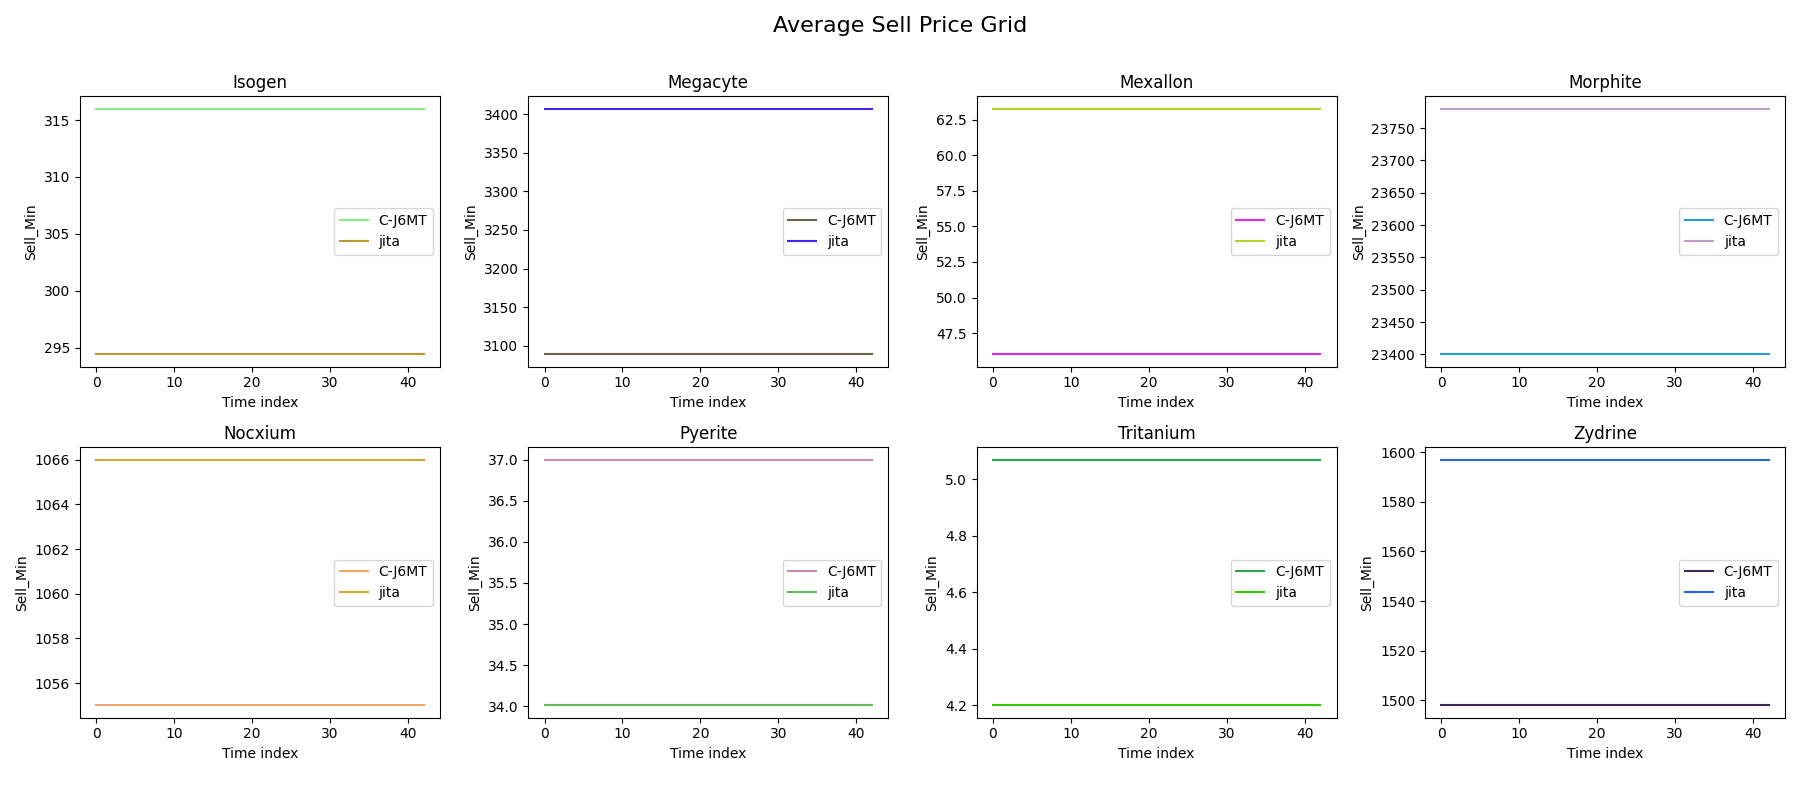 Average Sell Price Grid
Isogen
Sell_Min
315
310
305
300
295
C-J6MT
jita
0 10 20 30 40
Time index
Megacyte
Sell_Min
3400
3350
3300
3250
3200
3150
3100
C-J6MT
jita
0 10 20 30 40
Time index
Mexallon
Sell_Min
62.5
60.0
57.5
55.0
52.5
50.0
47.5
C-J6MT
jita
0 10 20 30 40
Time index
Morphite
Sell_Min
23750
23700
23650
23600
23550
23500
23450
23400
C-J6MT
jita
0 10 20 30 40
Time index
Nocxium
Sell_Min
1066
1064
1062
1060
1058
1056
C-J6MT
jita
0 10 20 30 40
Time index
Pyerite
Sell_Min
37.0
36.5
36.0
35.5
35.0
34.5
34.0
C-J6MT
jita
0 10 20 30 40
Time index
Tritanium
Sell_Min
5.0
4.8
4.6
4.4
4.2
C-J6MT
jita
0 10 20 30 40
Time index
Zydrine
Sell_Min
1600
1580
1560
1540
1520
1500
C-J6MT
jita
0 10 20 30 40
Time index